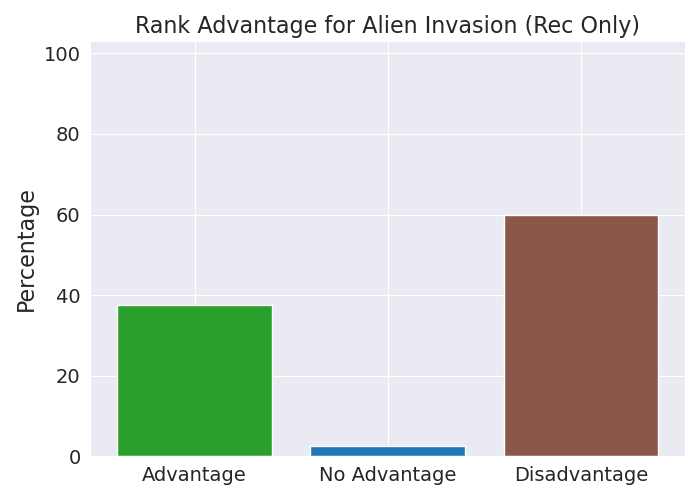 Rank Advantage for Alien Invasion (Rec Only)
100
80
60
40
20
0
Percentage
Advantage
No Advantage
Disadvantage